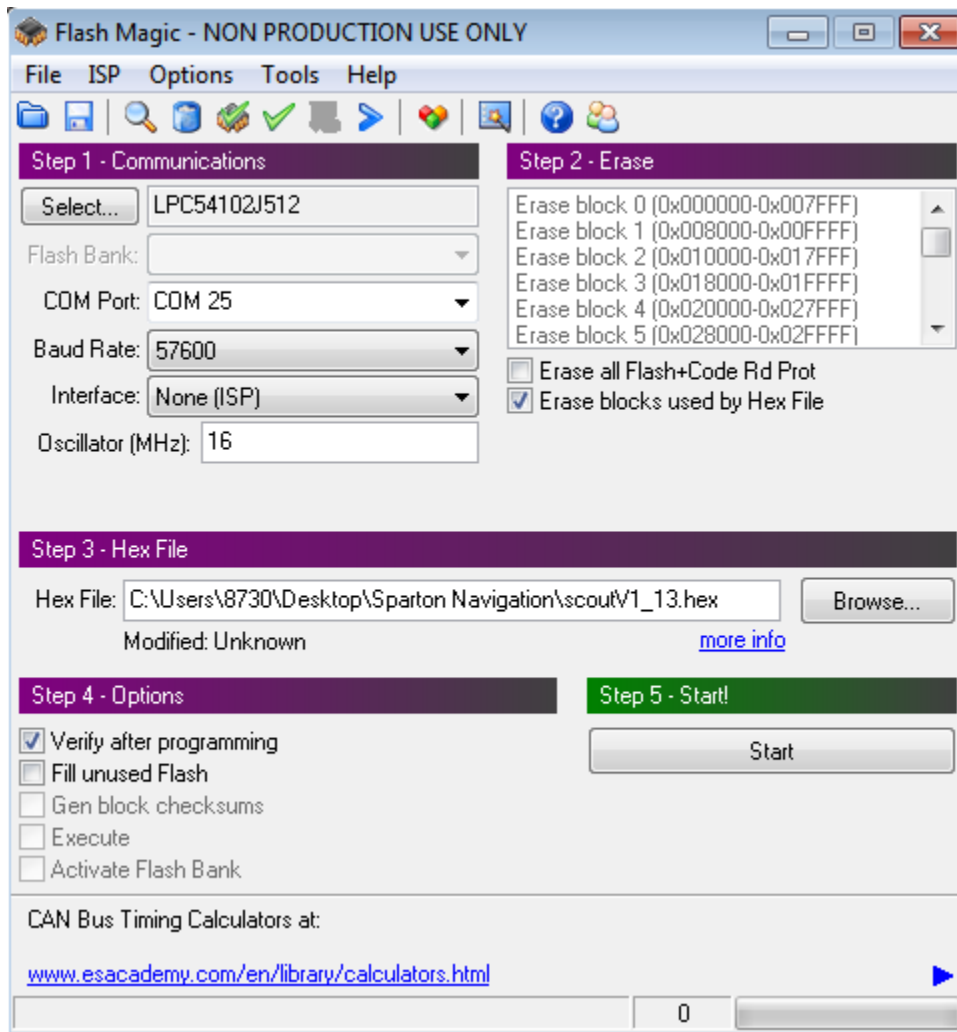 Flash Magic - NON PRODUCTION USE ONLY
File ISP Options Tools Help
Step 1 - Communications
Select... LPC54102J512
Flash Bank:
COM Port: COM 25
Baud Rate: 57600
Interface: None (ISP)
Oscillator (MHz): 16
Step 2 - Erase
Erase block 0 (0x000000-0x007FFF)
Erase block 1 (0x008000-0x00FFFF)
Erase block 2 (0x010000-0x017FFF)
Erase block 3 (0x018000-0x01FFFF)
Erase block 4 (0x020000-0x027FFF)
Erase block 5 (0x028000-0x02FFFF)
Erase all Flash+Code Rd Prot
Erase blocks used by Hex File
Step 3 - Hex File
Hex File: C:\Users\8730\Desktop\Sparton Navigation\scoutV1_13.hex Browse...
Modified: Unknown more info
Step 4 - Options
Verify after programming
Fill unused Flash
Gen block checksums
Execute
Activate Flash Bank
Step 5 - Start!
Start
CAN Bus Timing Calculators at:
www.esacademy.com/en/library/calculators.html
0